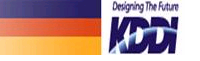 Designing The Future
KDDI